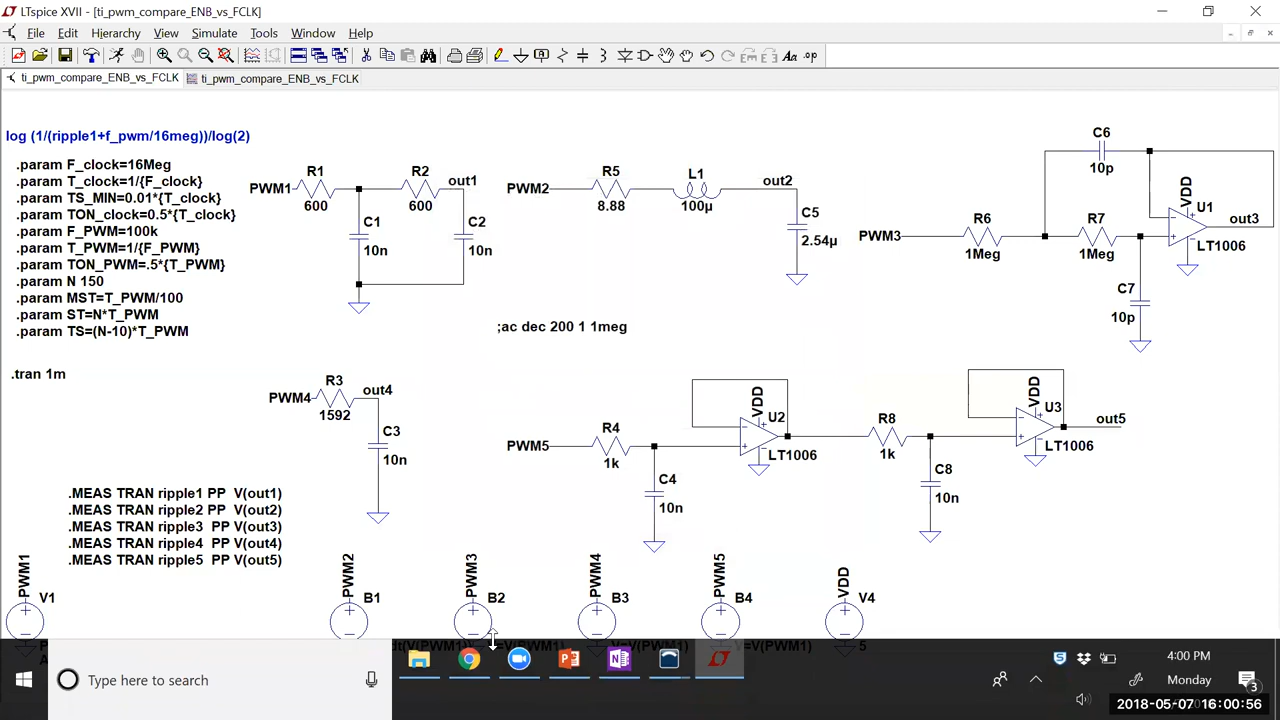 LTspice XVII - [ti_pwm_compare_ENB_vs_FCLK]
File Edit Hierarchy View Simulate Tools Window Help
ti_pwm_compare_ENB_vs_FCLK
ti_pwm_compare_ENB_vs_FCLK
log (1/(ripple1+f_pwm/16meg))/log(2)
.param F_clock=16Meg
.param T_clock=1/{F_clock}
.param TS_MIN=0.01*{T_clock}
.param TON_clock=0.5*{T_clock}
.param F_PWM=100k
.param T_PWM=1/{F_PWM}
.param TON_PWM=.5*{T_PWM}
.param N 150
.param MST=T_PWM/100
.param ST=N*T_PWM
.param TS=(N-10)*T_PWM
.tran 1m
PWM1
R1
600
R2
600
out1
C1
10n
C2
10n
PWM2
R5
8.88
L1
100µ
out2
C5
2.54µ
PWM3
R6
1Meg
R7
1Meg
C6
10p
C7
10p
VDD
U1
LT1006
out3
;ac dec 200 1 1meg
PWM4
R3
1592
out4
C3
10n
PWM5
R4
1k
C4
10n
VDD
U2
LT1006
R8
1k
C8
10n
VDD
U3
LT1006
out5
.MEAS TRAN ripple1 PP V(out1)
.MEAS TRAN ripple2 PP V(out2)
.MEAS TRAN ripple3 PP V(out3)
.MEAS TRAN ripple4 PP V(out4)
.MEAS TRAN ripple5 PP V(out5)
PWM1
V1
PWM2
B1
PWM3
B2
PWM4
B3
PWM5
B4
VDD
V4
5
Type here to search
4:00 PM
Monday
3
2018-05-07 16:00:56